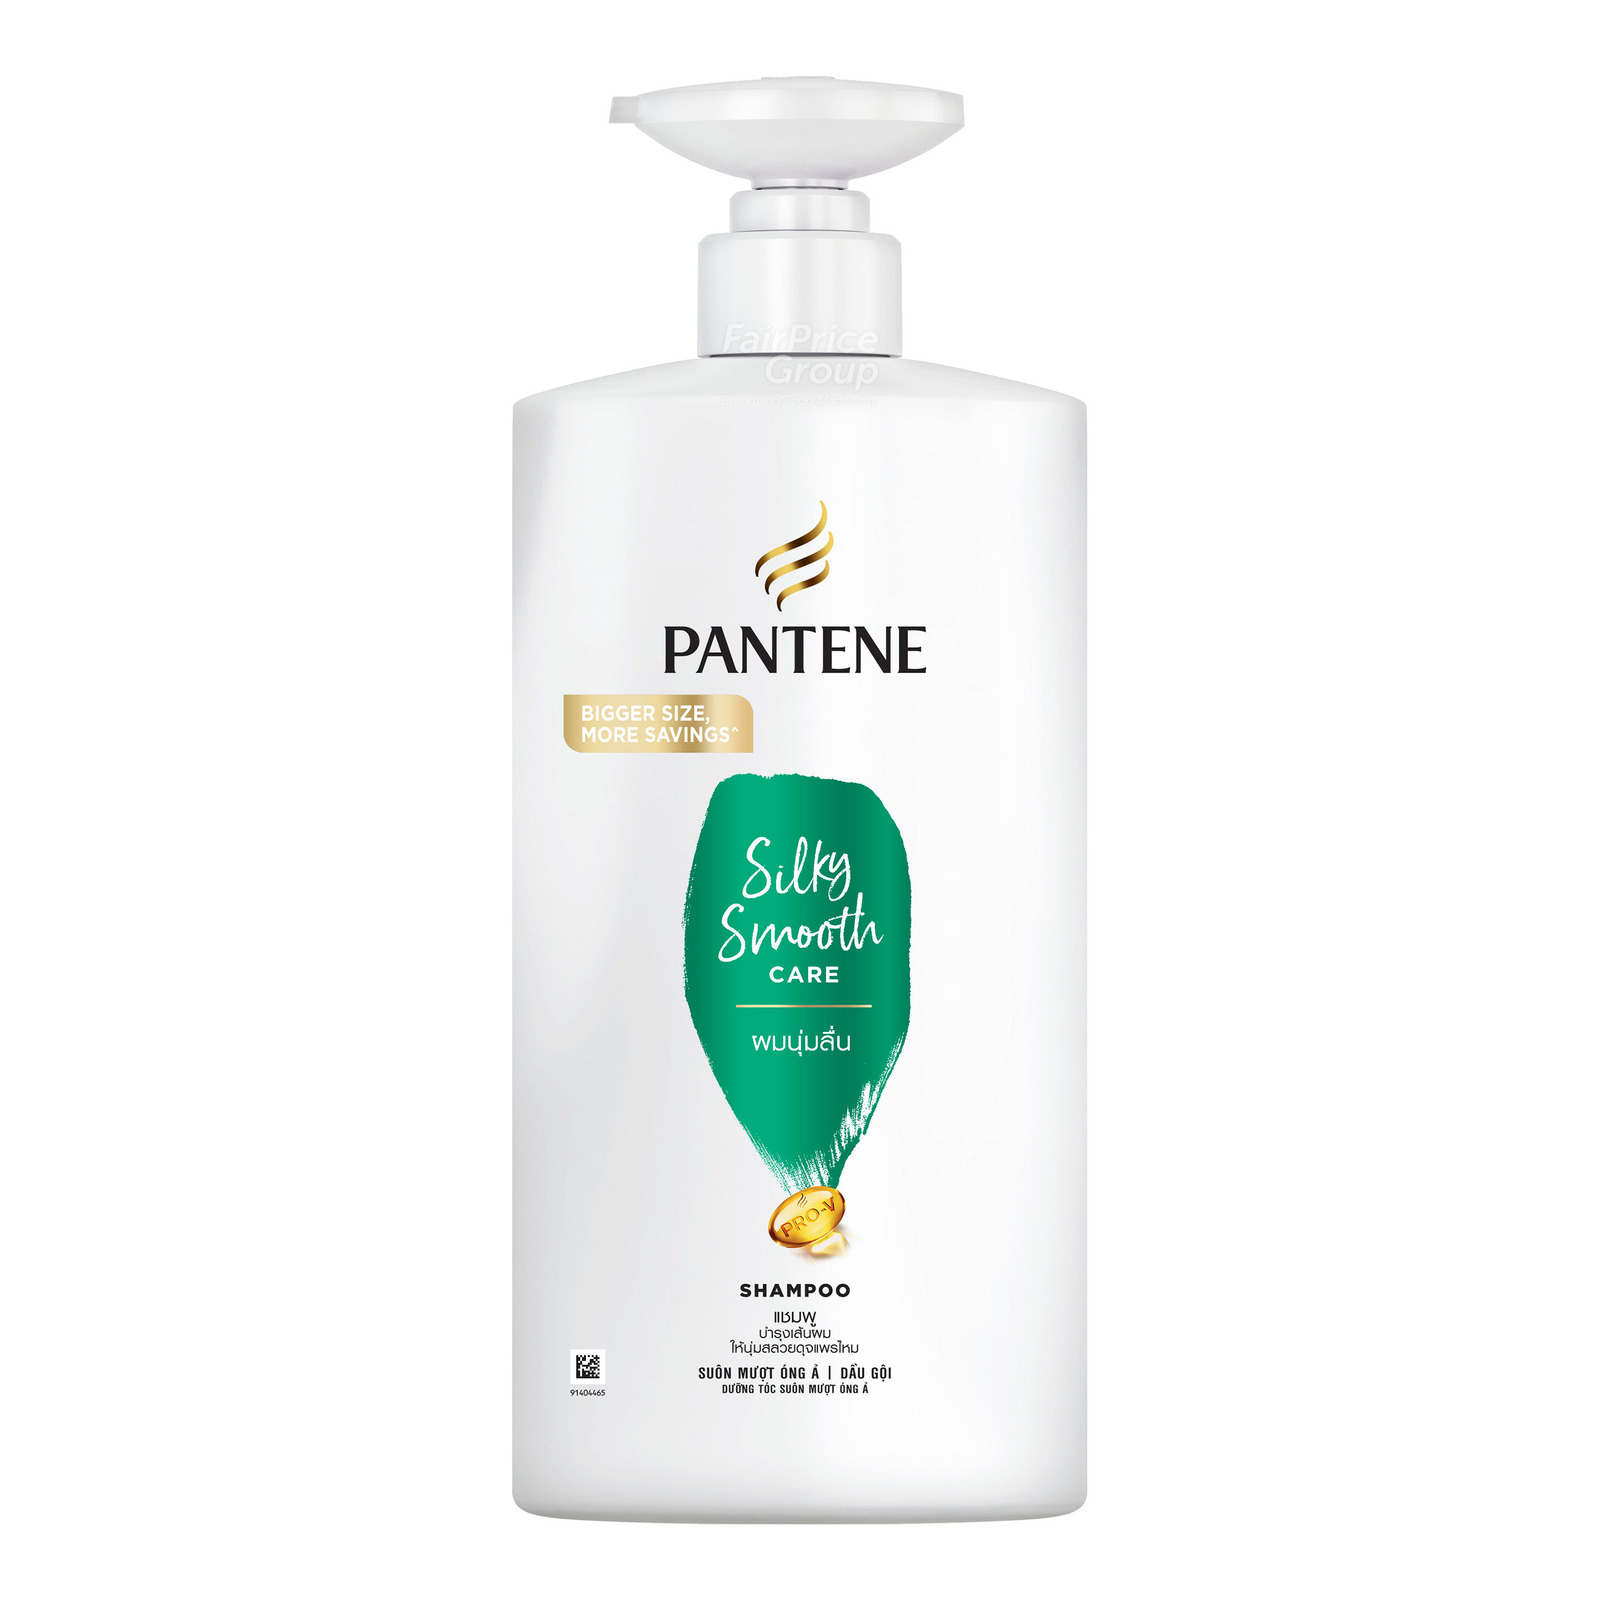 FairPrice
Group
PANTENE
BIGGER SIZE,
MORE SAVINGS^
Silky
Smooth
CARE
ผมนุ่มลื่น
PRO-V
SHAMPOO
แชมพู
บำรุงเส้นผม
ให้นุ่มสลวยดุจแพรไหม
SUÔN MƯỢT ÓNG Ả | DẦU GỘI
DƯỠNG TÓC SUÔN MƯỢT ÓNG Ả
91404465